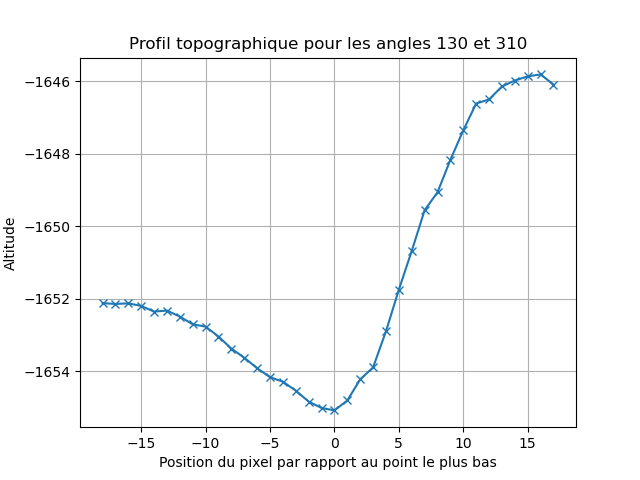 Profil topographique pour les angles 130 et 310
−1646
−1648
−1650
−1652
−1654
Altitude
−15 −10 −5 0 5 10 15
Position du pixel par rapport au point le plus bas